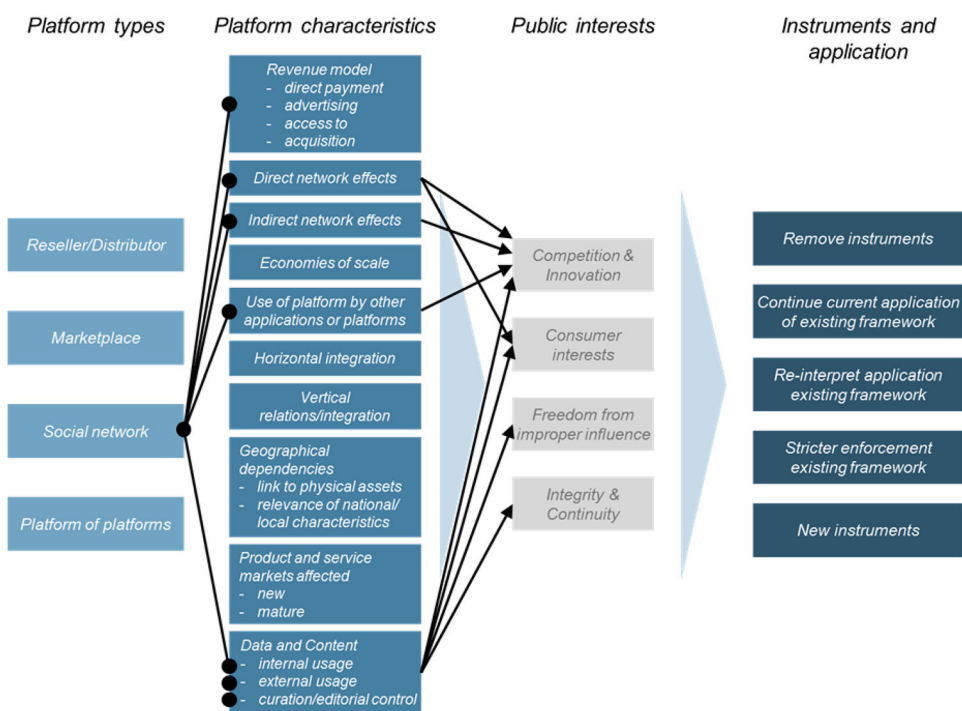 Platform types
Platform characteristics
Public interests
Instruments and
application
Reseller/Distributor
Marketplace
Social network
Platform of platforms
Revenue model
- direct payment
- advertising
- access to
- acquisition
Direct network effects
Indirect network effects
Economies of scale
Use of platform by other
applications or platforms
Horizontal integration
Vertical
relations/integration
Geographical
dependencies
- link to physical assets
- relevance of national/
local characteristics
Product and service
markets affected
- new
- mature
Data and Content
- internal usage
- external usage
- curation/editorial control
Competition &
Innovation
Consumer
interests
Freedom from
improper influence
Integrity &
Continuity
Remove instruments
Continue current application
of existing framework
Re-interpret application
existing framework
Stricter enforcement
existing framework
New instruments